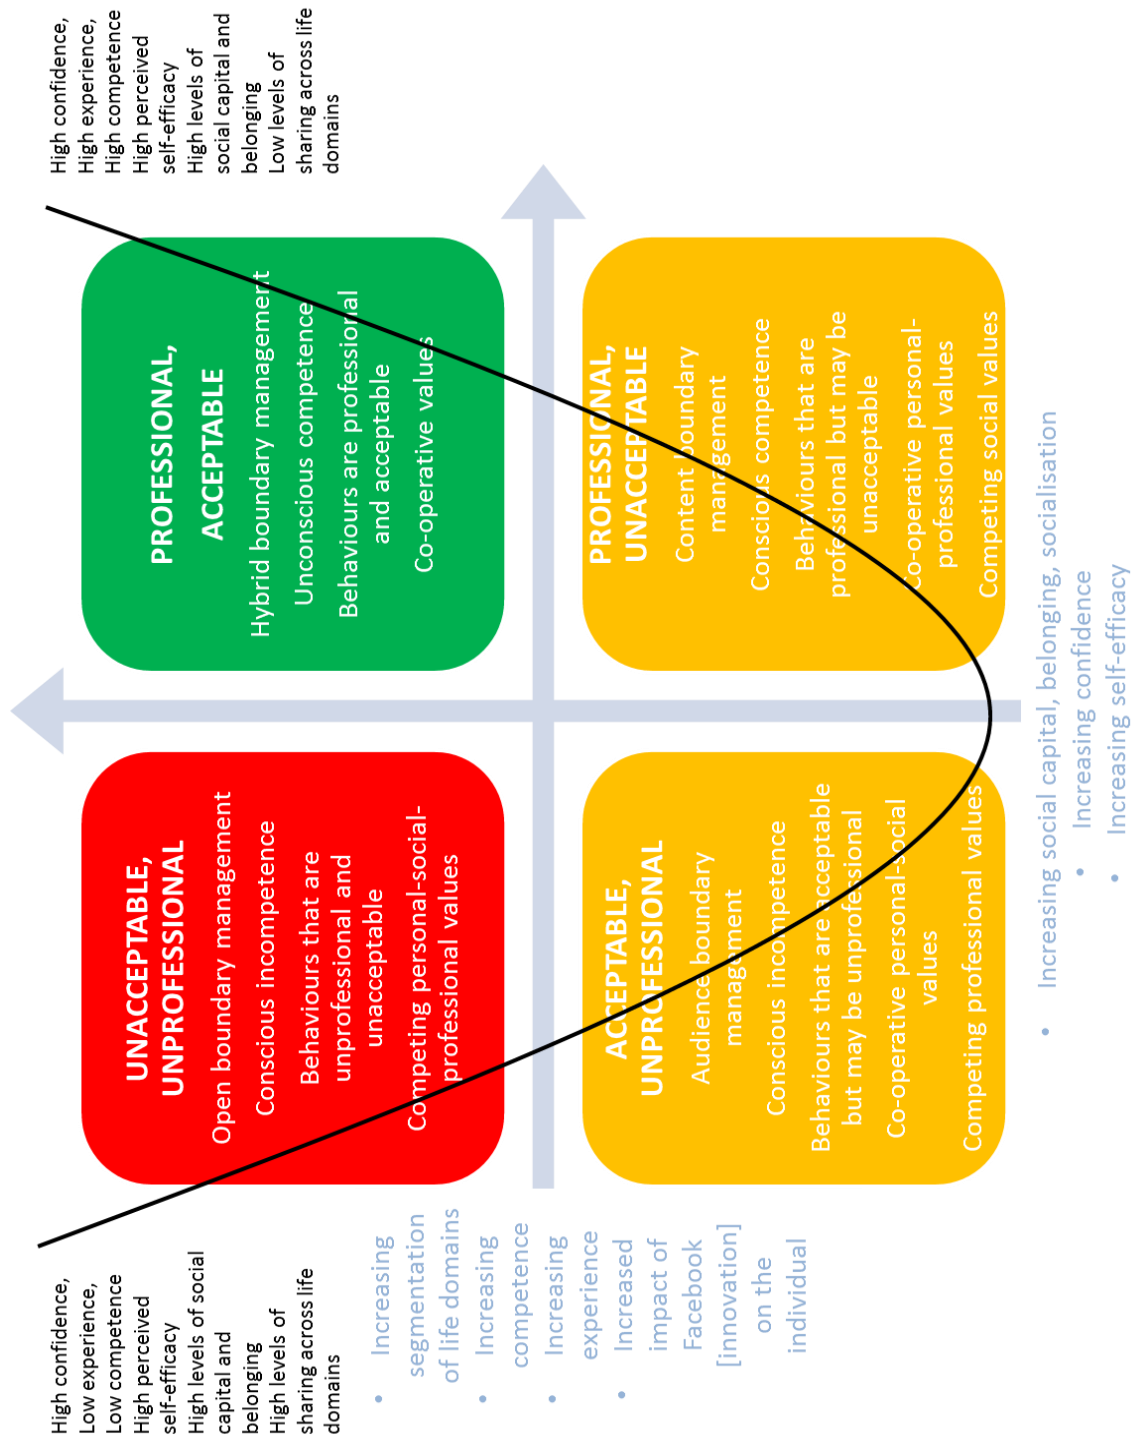 High confidence,
Low experience,
Low competence
High perceived
self-efficacy
High levels of social
capital and
belonging
High levels of
sharing across life
domains
High confidence,
High experience,
High competence
High perceived
self-efficacy
High levels of
social capital and
belonging
Low levels of
sharing across life
domains
UNACCEPTABLE,
UNPROFESSIONAL
Open boundary management
Conscious incompetence
Behaviours that are
unprofessional and
unacceptable
Competing personal-social-
professional values
PROFESSIONAL,
ACCEPTABLE
Hybrid boundary management
Unconscious competence
Behaviours are professional
and acceptable
Co-operative values
• Increasing
segmentation
of life domains
• Increasing
competence
• Increasing
experience
• Increased
impact of
Facebook
[innovation]
on the
individual
ACCEPTABLE,
UNPROFESSIONAL
Audience boundary
management
Conscious incompetence
Behaviours that are acceptable
but may be unprofessional
Co-operative personal-social
values
Competing professional values
PROFESSIONAL,
UNACCEPTABLE
Content boundary
management
Conscious competence
Behaviours that are
professional but may be
unacceptable
Co-operative personal-
professional values
Competing social values
• Increasing social capital, belonging, socialisation
• Increasing confidence
• Increasing self-efficacy